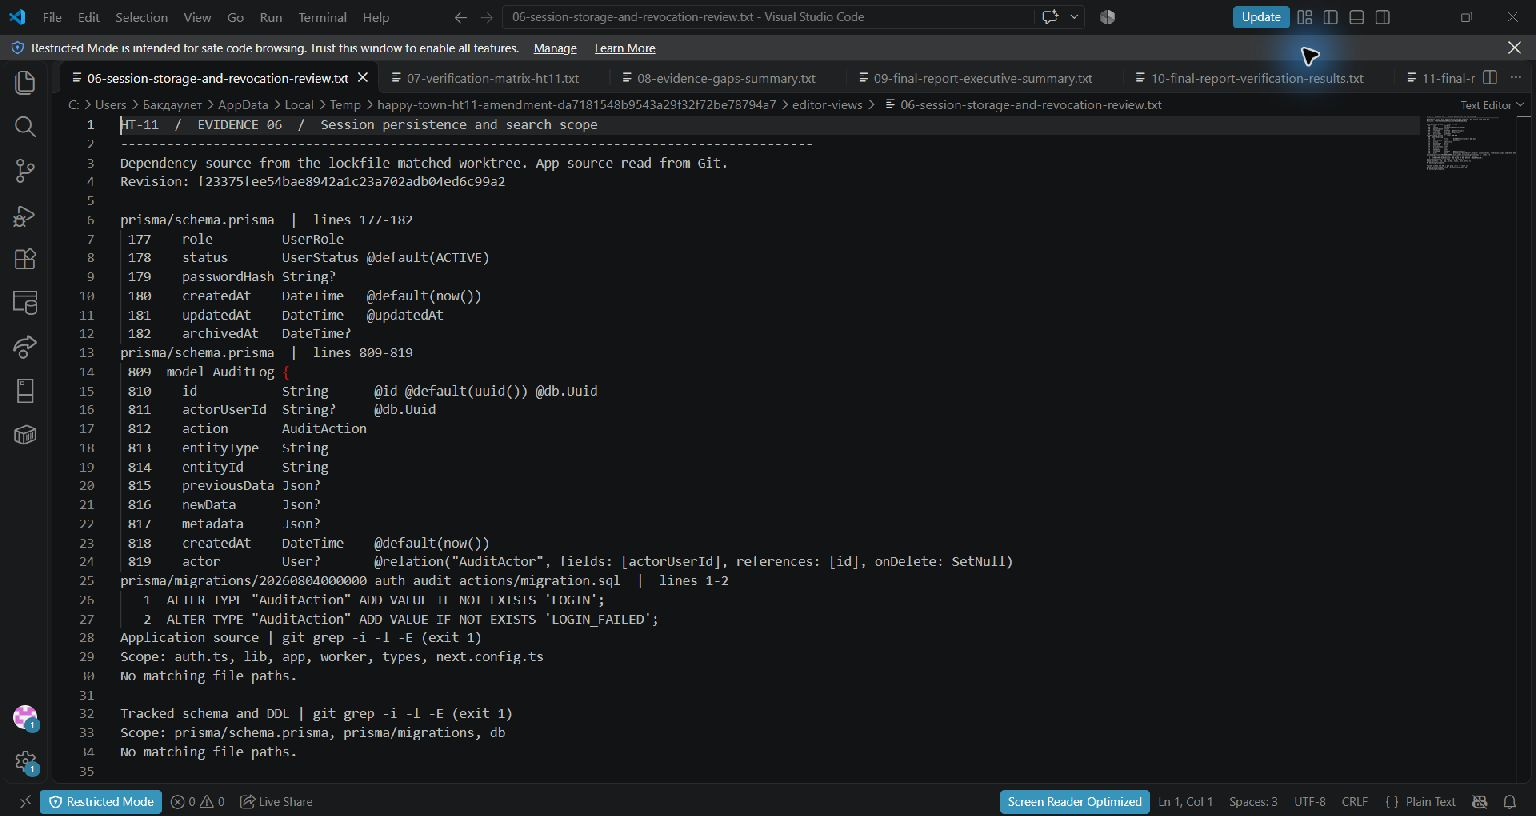 File Edit Selection View Go Run Terminal Help
06-session-storage-and-revocation-review.txt - Visual Studio Code
Update
Restricted Mode is intended for safe code browsing. Trust this window to enable all features. Manage Learn More
06-session-storage-and-revocation-review.txt 07-verification-matrix-ht11.txt 08-evidence-gaps-summary.txt 09-final-report-executive-summary.txt 10-final-report-verification-results.txt 11-final-r
C: > Users > Бакдаулет > AppData > Local > Temp > happy-town-ht11-amendment-da7181548b9543a29f32f72be78794a7 > editor-views > 06-session-storage-and-revocation-review.txt
Text Editor
1 HT-11 / EVIDENCE 06 / Session persistence and search scope
2 ------------------------------------------------------------------------------------------
3 Dependency source from the lockfile matched worktree. App source read from Git.
4 Revision: f23375fee54bae8942a1c23a702adb04ed6c99a2
5
6 prisma/schema.prisma | lines 177-182
7 177 role UserRole
8 178 status UserStatus @default(ACTIVE)
9 179 passwordHash String?
10 180 createdAt DateTime @default(now())
11 181 updatedAt DateTime @updatedAt
12 182 archivedAt DateTime?
13 prisma/schema.prisma | lines 809-819
14 809 model AuditLog {
15 810 id String @id @default(uuid()) @db.Uuid
16 811 actorUserId String? @db.Uuid
17 812 action AuditAction
18 813 entityType String
19 814 entityId String
20 815 previousData Json?
21 816 newData Json?
22 817 metadata Json?
23 818 createdAt DateTime @default(now())
24 819 actor User? @relation("AuditActor", fields: [actorUserId], references: [id], onDelete: SetNull)
25 prisma/migrations/20260804000000_auth_audit_actions/migration.sql | lines 1-2
26 1 ALTER TYPE "AuditAction" ADD VALUE IF NOT EXISTS 'LOGIN';
27 2 ALTER TYPE "AuditAction" ADD VALUE IF NOT EXISTS 'LOGIN_FAILED';
28 Application source | git grep -i -l -E (exit 1)
29 Scope: auth.ts, lib, app, worker, types, next.config.ts
30 No matching file paths.
31
32 Tracked schema and DDL | git grep -i -l -E (exit 1)
33 Scope: prisma/schema.prisma, prisma/migrations, db
34 No matching file paths.
35
1
1
Restricted Mode 0 0 Live Share
Screen Reader Optimized Ln 1, Col 1 Spaces: 3 UTF-8 CRLF { } Plain Text